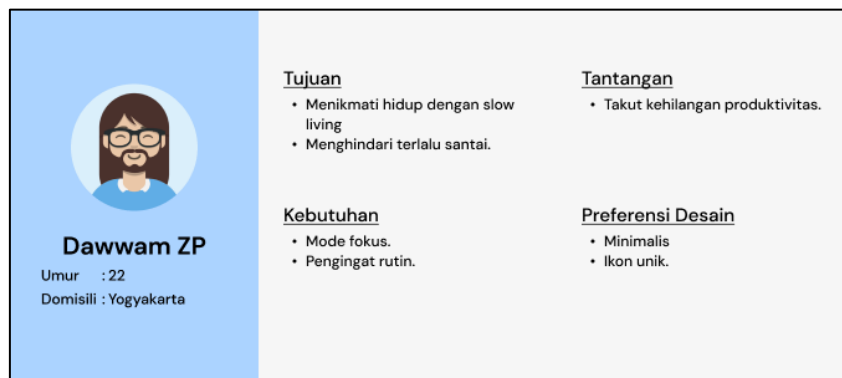 Dawwam ZP
Umur : 22
Domisili : Yogyakarta
Tujuan
• Menikmati hidup dengan slow
living
• Menghindari terlalu santai.
Tantangan
• Takut kehilangan produktivitas.
Kebutuhan
• Mode fokus.
• Pengingat rutin.
Preferensi Desain
• Minimalis
• Ikon unik.